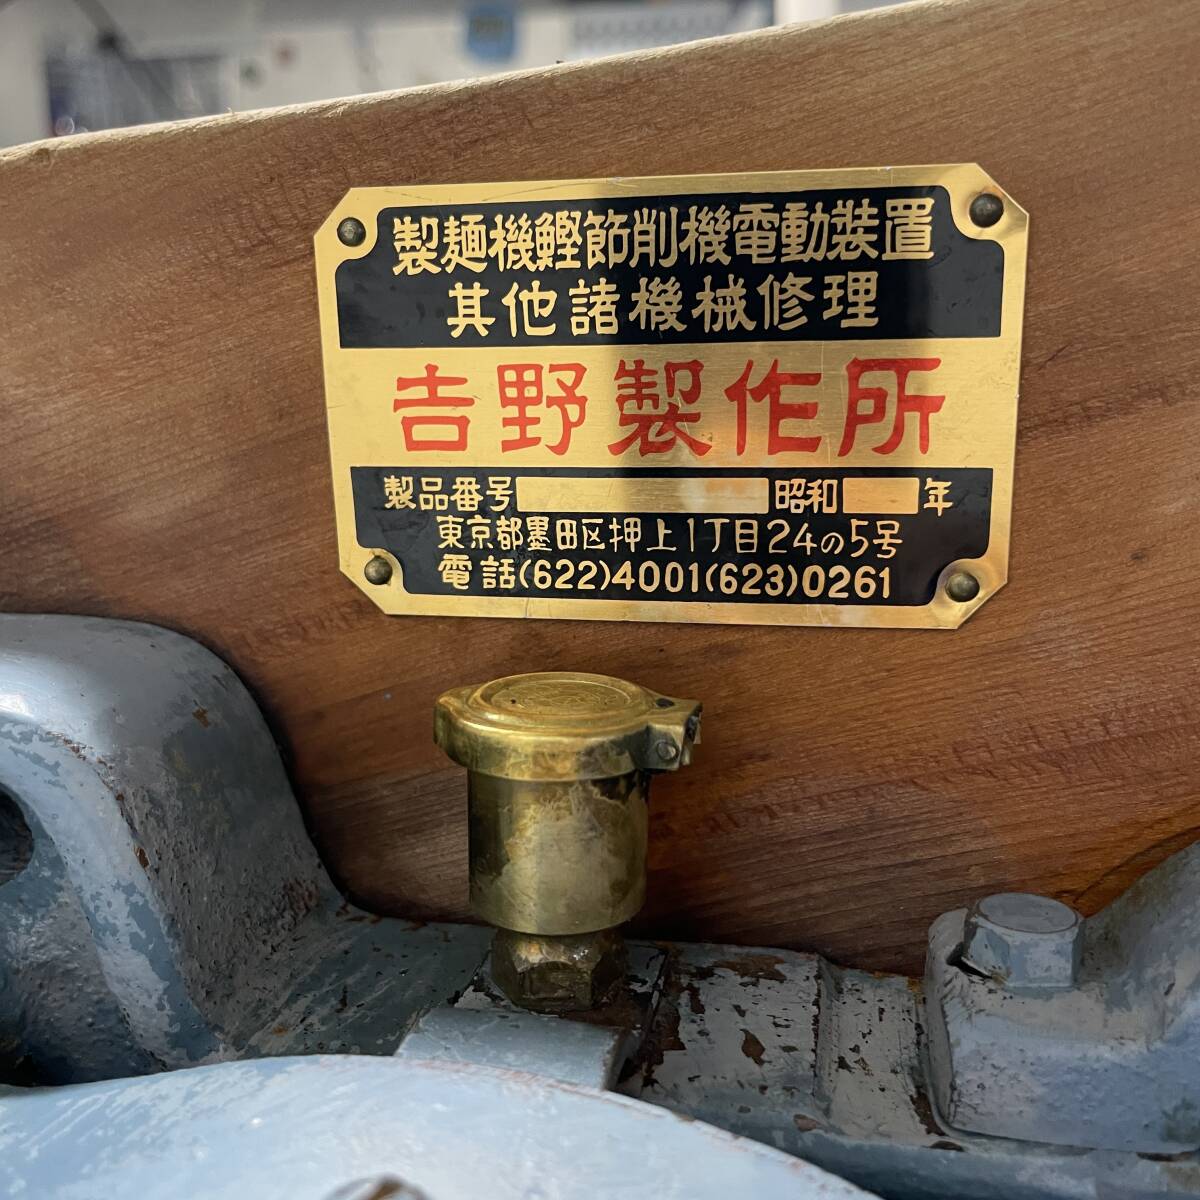 製麺機鰹節削機電動装置
其他諸機械修理
吉野製作所
製品番号 昭和 年
東京都墨田区押上1丁目24の5号
電話(622)4001(623)0261